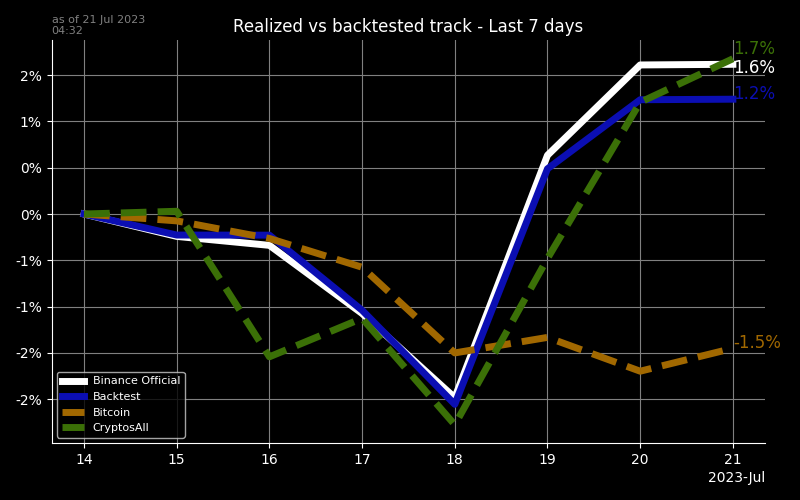 as of 21 Jul 2023
04:32
Realized vs backtested track - Last 7 days
2%
1%
0%
0%
-1%
-1%
-2%
-2%
1.7%
1.6%
1.2%
-1.5%
Binance Official
Backtest
Bitcoin
CryptosAll
14 15 16 17 18 19 20 21
2023-Jul